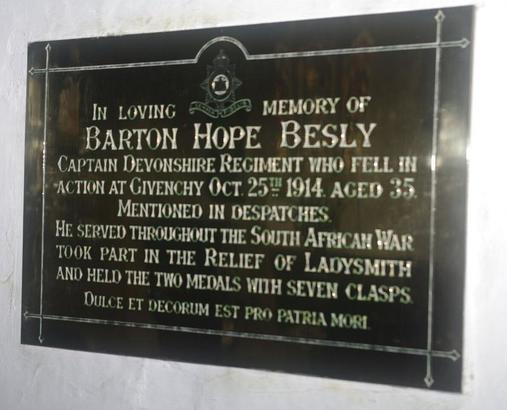 IN LOVING MEMORY OF
BARTON HOPE BESLY
CAPTAIN DEVONSHIRE REGIMENT WHO FELL IN
ACTION AT GIVENCHY OCT. 25TH 1914. AGED 35.
MENTIONED IN DESPATCHES.
HE SERVED THROUGHOUT THE SOUTH AFRICAN WAR
TOOK PART IN THE RELIEF OF LADYSMITH
AND HELD THE TWO MEDALS WITH SEVEN CLASPS.
DULCE ET DECORUM EST PRO PATRIA MORI.